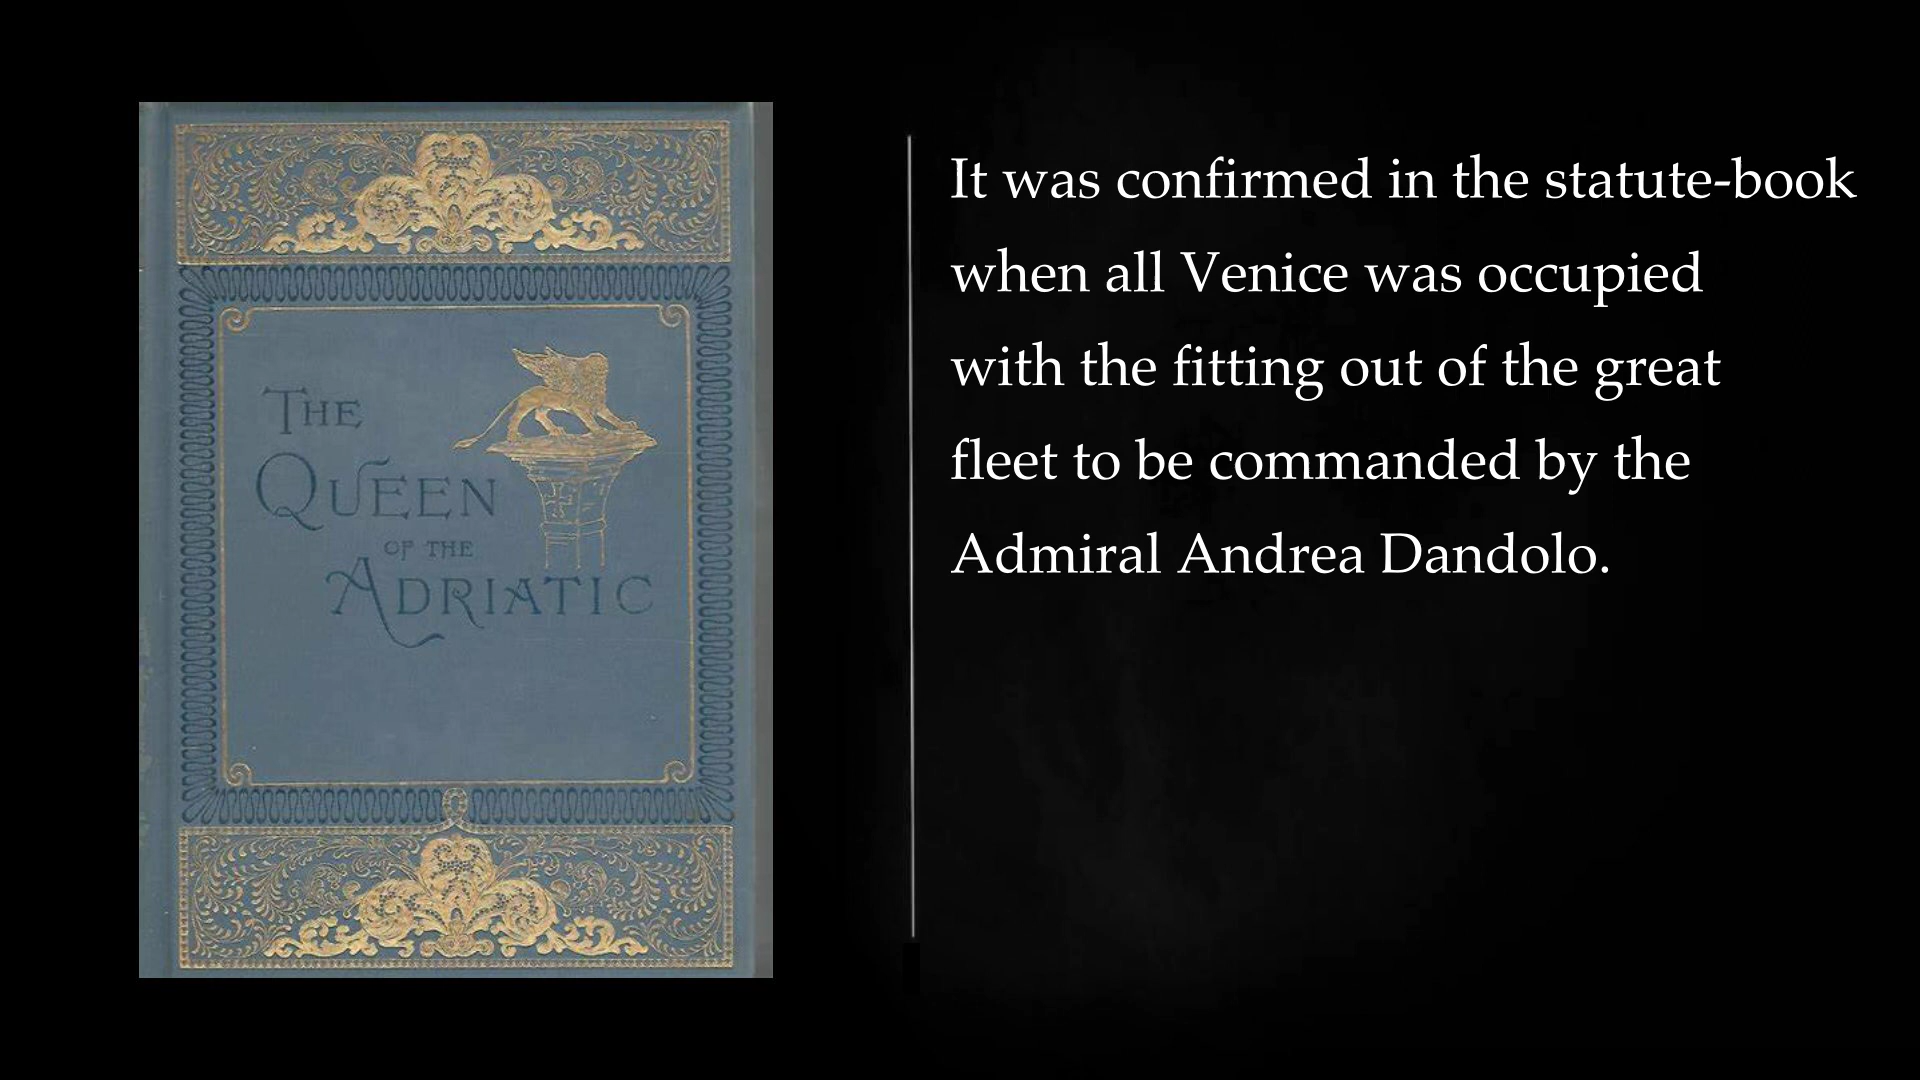 THE
QUEEN
OF THE
ADRIATIC
It was confirmed in the statute-book
when all Venice was occupied
with the fitting out of the great
fleet to be commanded by the
Admiral Andrea Dandolo.